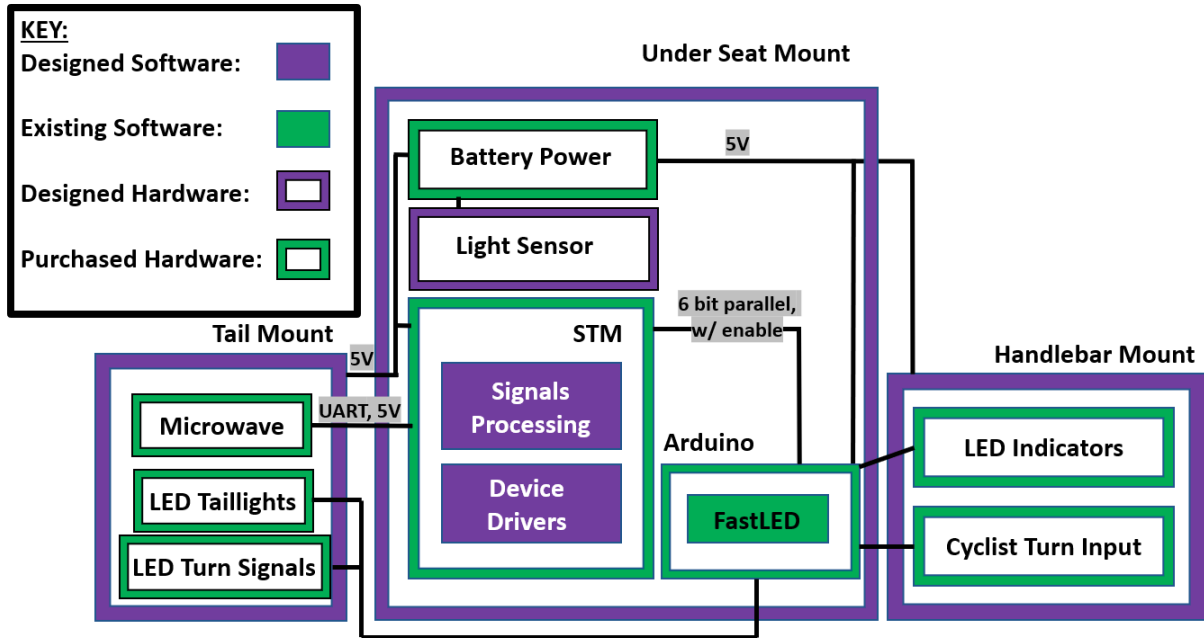 KEY:
Designed Software:
Existing Software:
Designed Hardware:
Purchased Hardware:
Under Seat Mount
Battery Power
5V
Light Sensor
6 bit parallel,
w/ enable
STM
Signals
Processing
Device
Drivers
Arduino
FastLED
Tail Mount
5V
UART, 5V
Microwave
LED Taillights
LED Turn Signals
Handlebar Mount
LED Indicators
Cyclist Turn Input